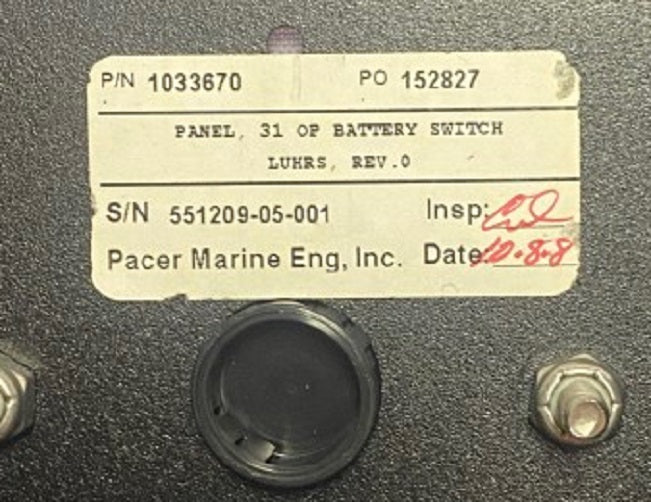 P/N 1033670 PO 152827
PANEL, 31 OP BATTERY SWITCH
LUHRS, REV.0
S/N 551209-05-001 Insp:
Pacer Marine Eng, Inc. Date: 10.8.8